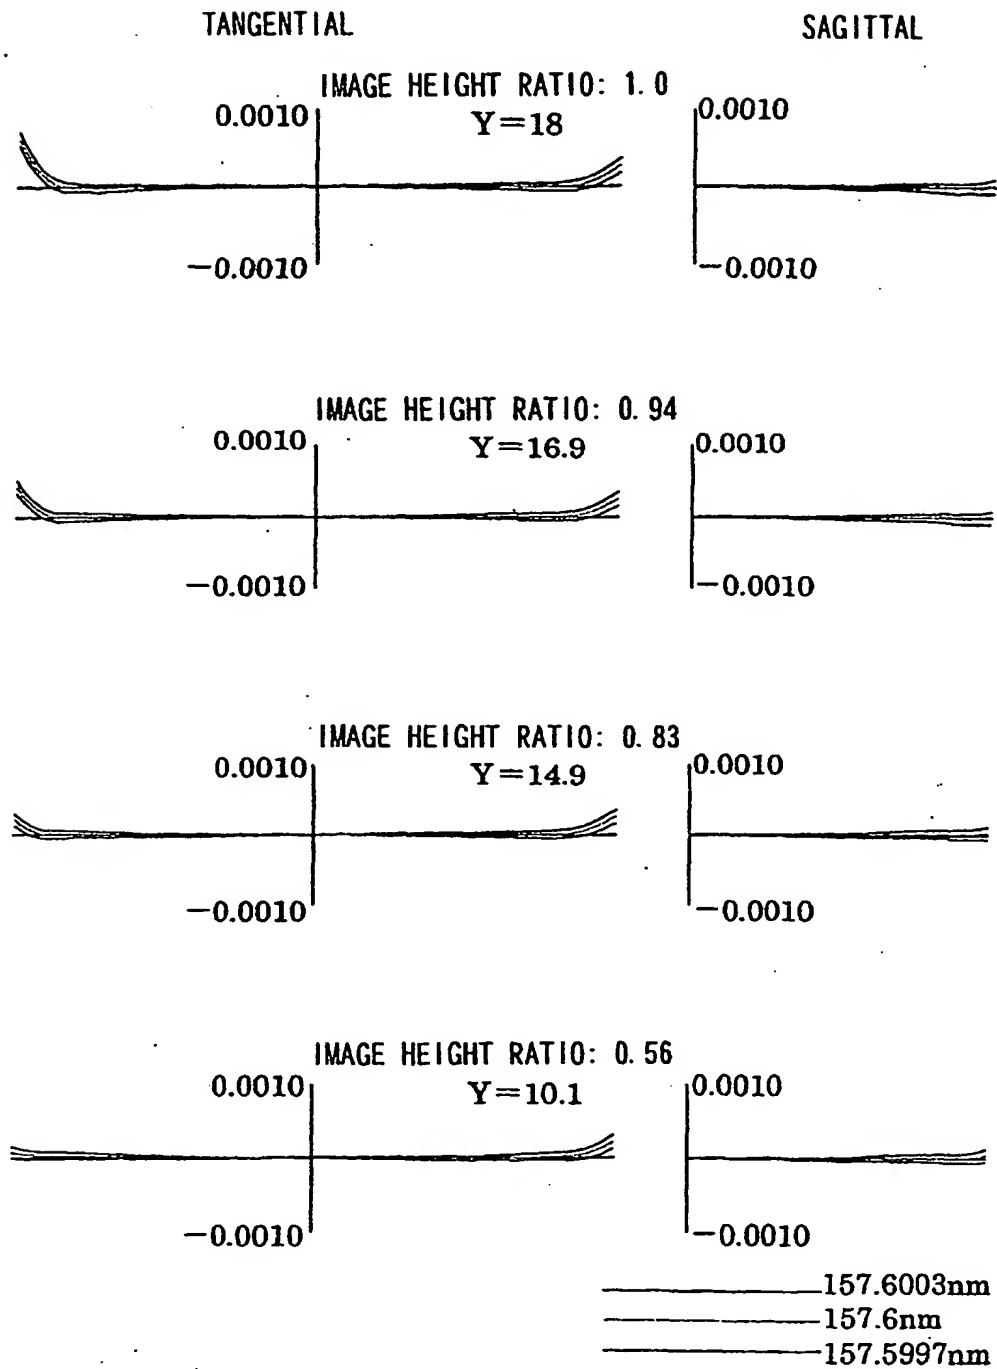 TANGENTIAL
SAGITTAL
IMAGE HEIGHT RATIO: 1.0
0.0010
Y=18
0.0010
−0.0010
−0.0010
IMAGE HEIGHT RATIO: 0.94
0.0010
Y=16.9
0.0010
−0.0010
−0.0010
IMAGE HEIGHT RATIO: 0.83
0.0010
Y=14.9
0.0010
−0.0010
−0.0010
IMAGE HEIGHT RATIO: 0.56
0.0010
Y=10.1
0.0010
−0.0010
−0.0010
157.6003nm
157.6nm
157.5997nm